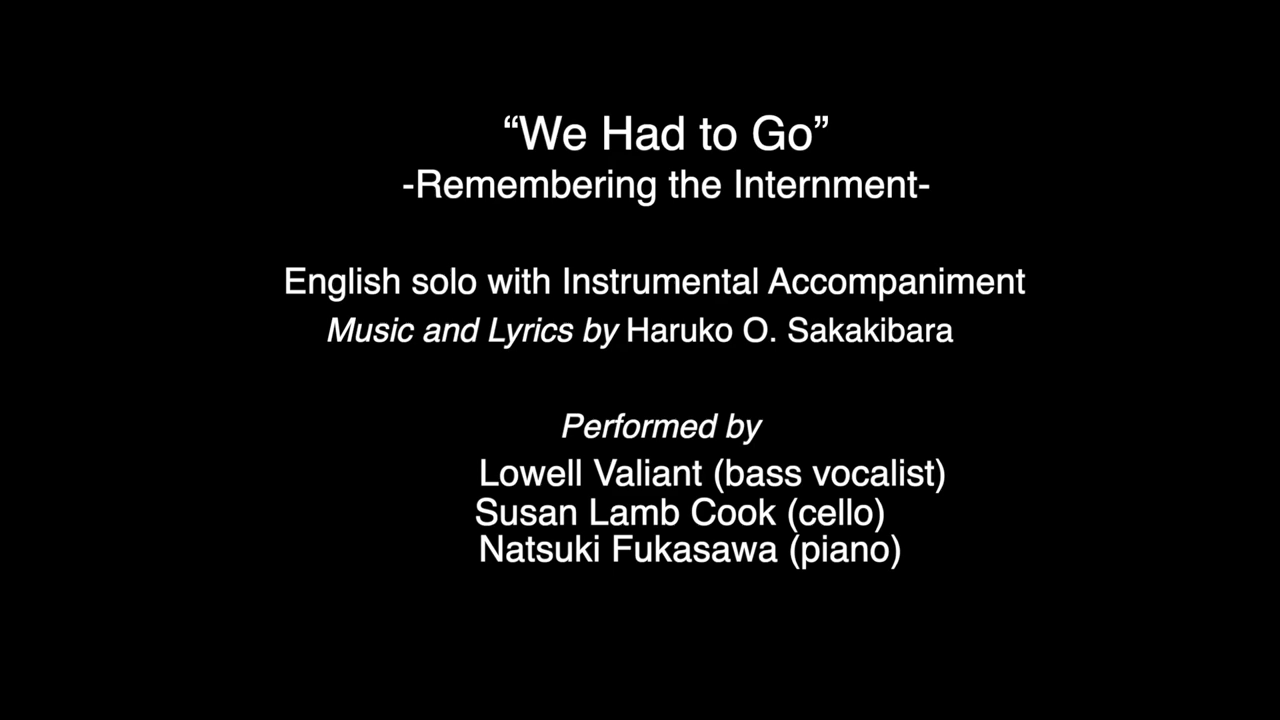 “We Had to Go”
-Remembering the Internment-
English solo with Instrumental Accompaniment
Music and Lyrics by Haruko O. Sakakibara
Performed by
Lowell Valiant (bass vocalist)
Susan Lamb Cook (cello)
Natsuki Fukasawa (piano)